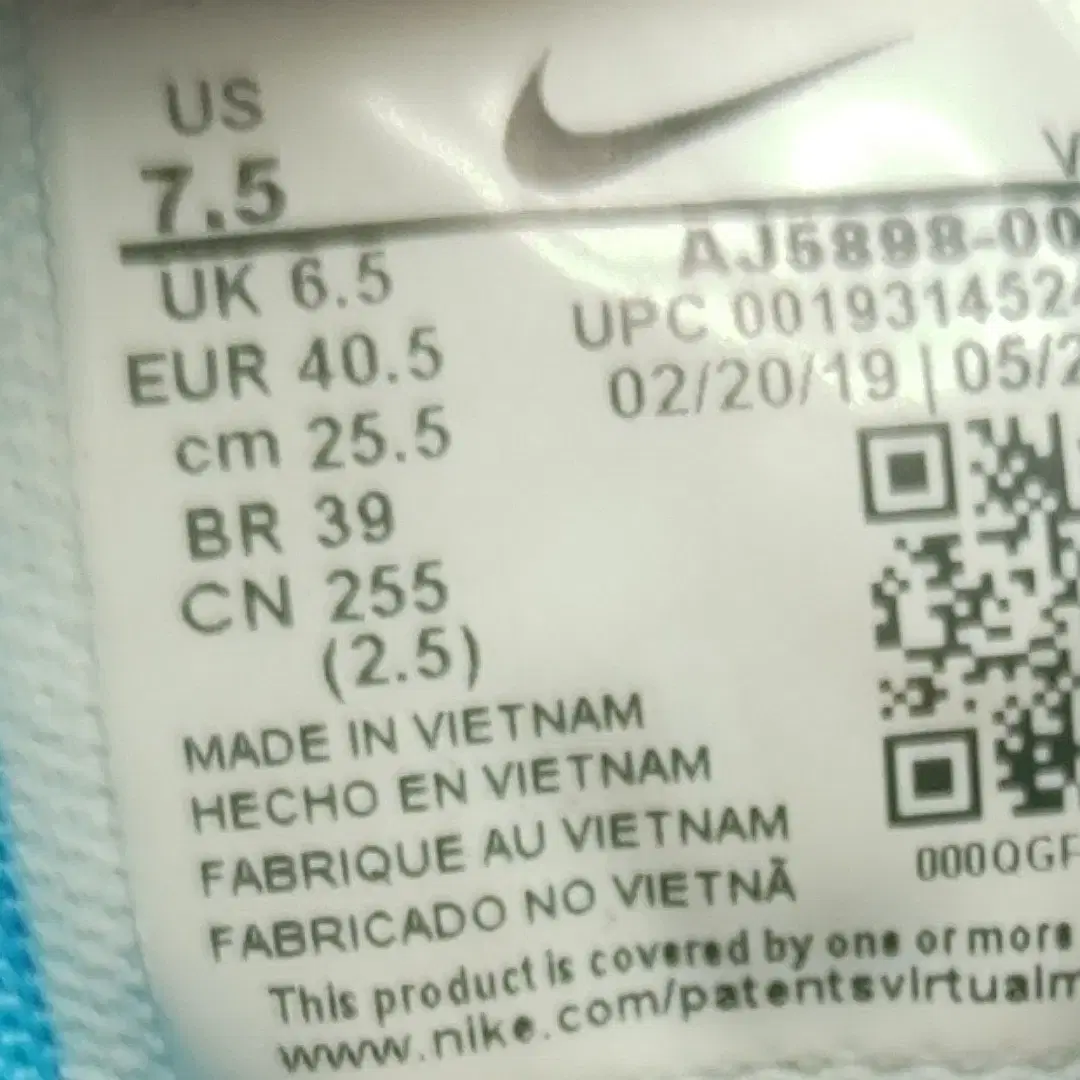 US
7.5
UK 6.5
EUR 40.5
cm 25.5
BR 39
CN 255
(2.5)
V
AJ5898-00
UPC 0019314524
02/20/19 | 05/2
000QGF
MADE IN VIETNAM
HECHO EN VIETNAM
FABRIQUE AU VIETNAM
FABRICADO NO VIETNÃ
This product is covered by one or more
www.nike.com/patentsvirtualm